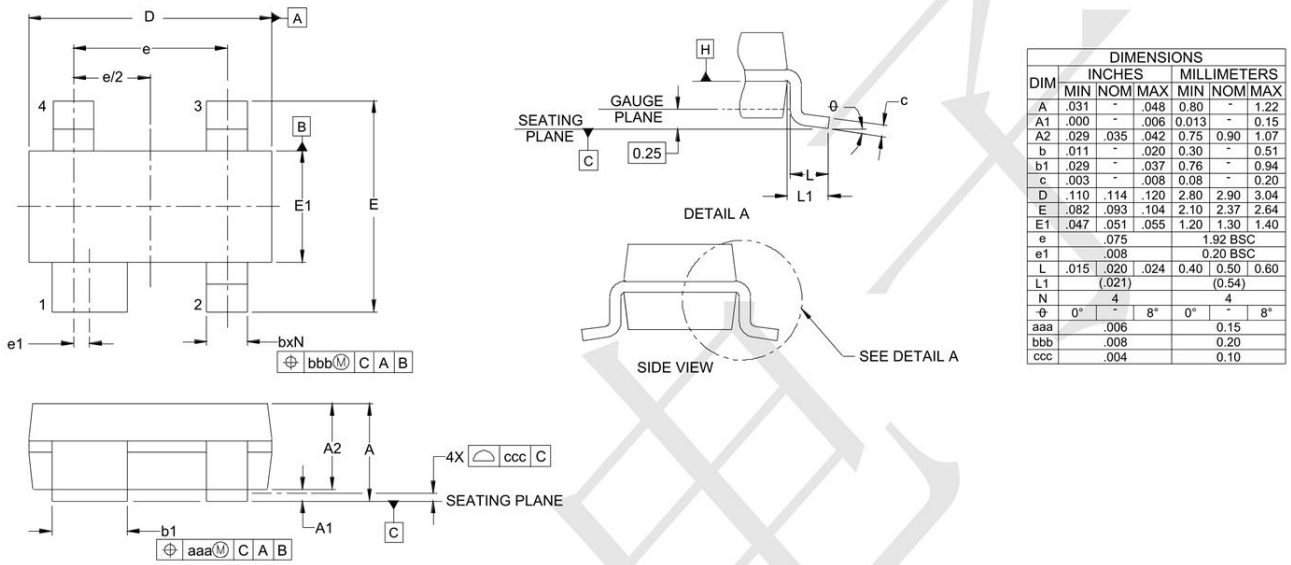 D
A
e
e/2
4
3
B
E1
E
1
2
e1
bxN
bbbⓂ C A B
A2
A
4X ccc C
SEATING PLANE
A1
C
b1
aaaⓂ C A B
H
GAUGE
PLANE
SEATING
PLANE
C
0.25
θ
c
L
L1
DETAIL A
SIDE VIEW
SEE DETAIL A
DIMENSIONS
DIM INCHES MILLIMETERS
MIN NOM MAX MIN NOM MAX
A .031 - .048 0.80 - 1.22
A1 .000 - .006 0.013 - 0.15
A2 .029 .035 .042 0.75 0.90 1.07
b .011 - .020 0.30 - 0.51
b1 .029 - .037 0.76 - 0.94
c .003 - .008 0.08 - 0.20
D .110 .114 .120 2.80 2.90 3.04
E .082 .093 .104 2.10 2.37 2.64
E1 .047 .051 .055 1.20 1.30 1.40
e .075 1.92 BSC
e1 .008 0.20 BSC
L .015 .020 .024 0.40 0.50 0.60
L1 (.021) (0.54)
N 4 4
θ 0° - 8° 0° - 8°
aaa .006 0.15
bbb .008 0.20
ccc .004 0.10